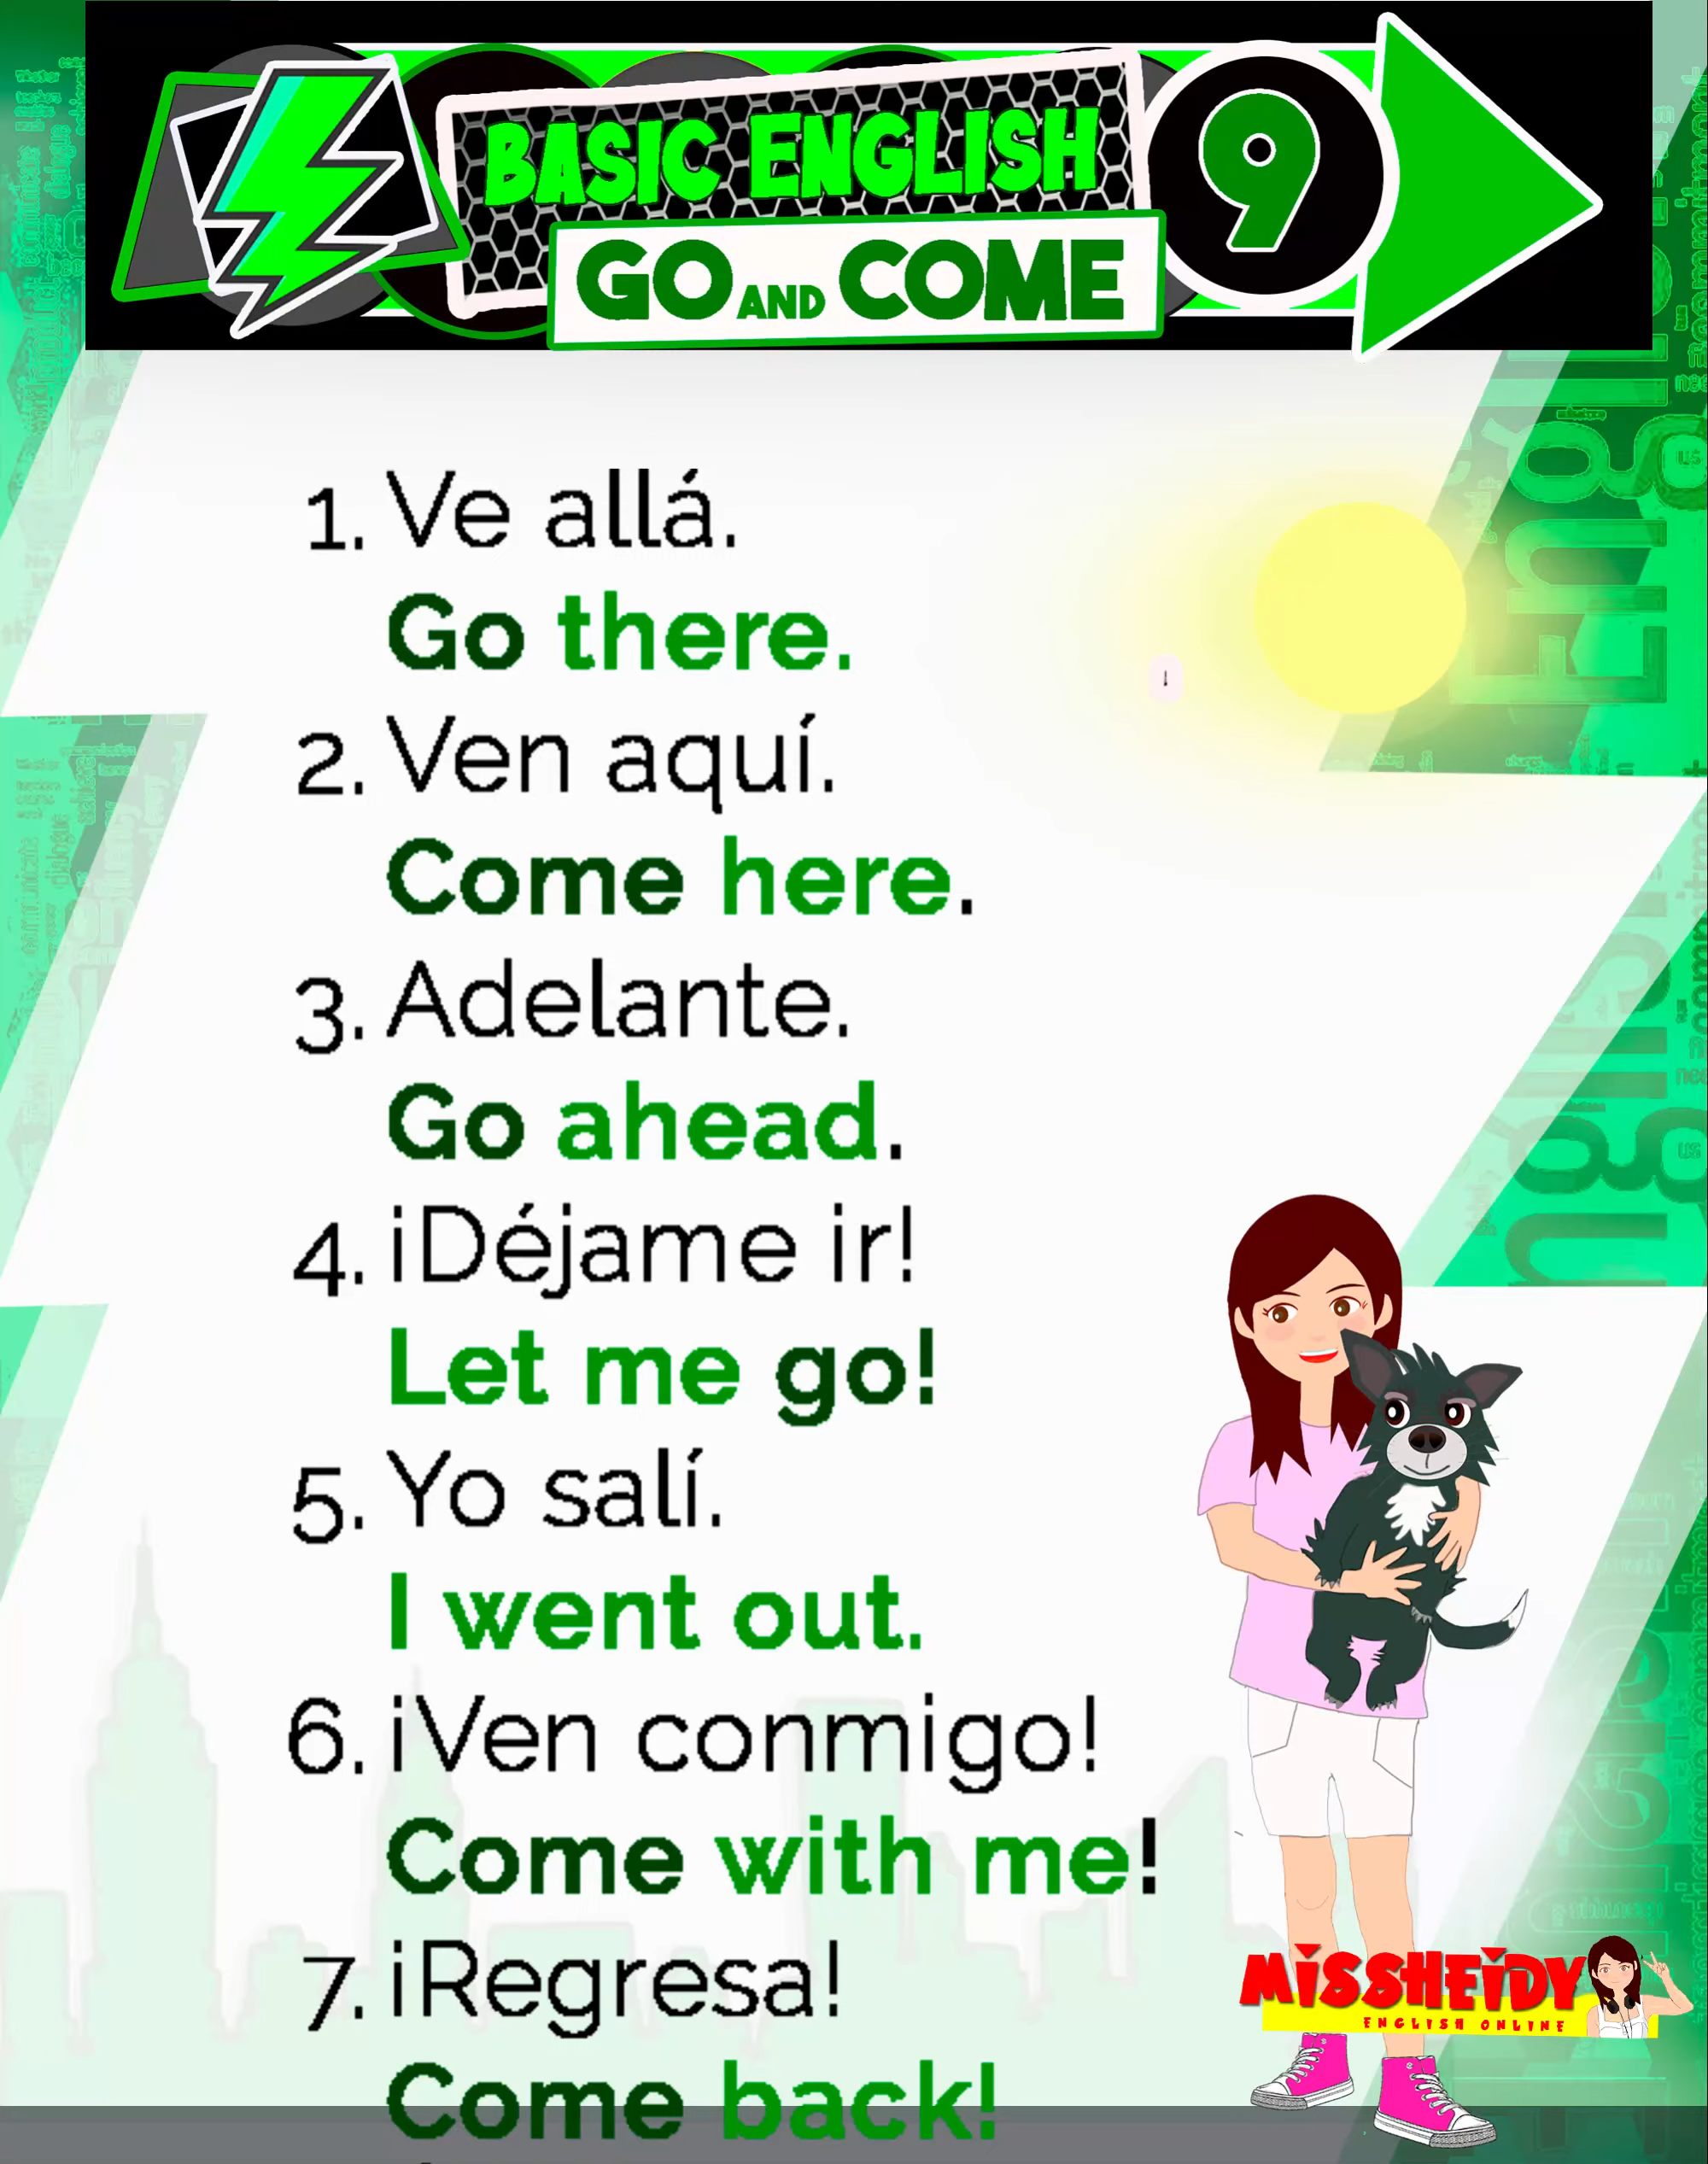 BASIC ENGLISH
9
GO AND COME
1. Ve allá.
Go there.
2. Ven aquí.
Come here.
3. Adelante.
Go ahead.
4. ¡Déjame ir!
Let me go!
5. Yo salí.
I went out.
6. ¡Ven conmigo!
Come with me!
7. ¡Regresa!
Come back!
MISSHEIDY
ENGLISH ONLINE